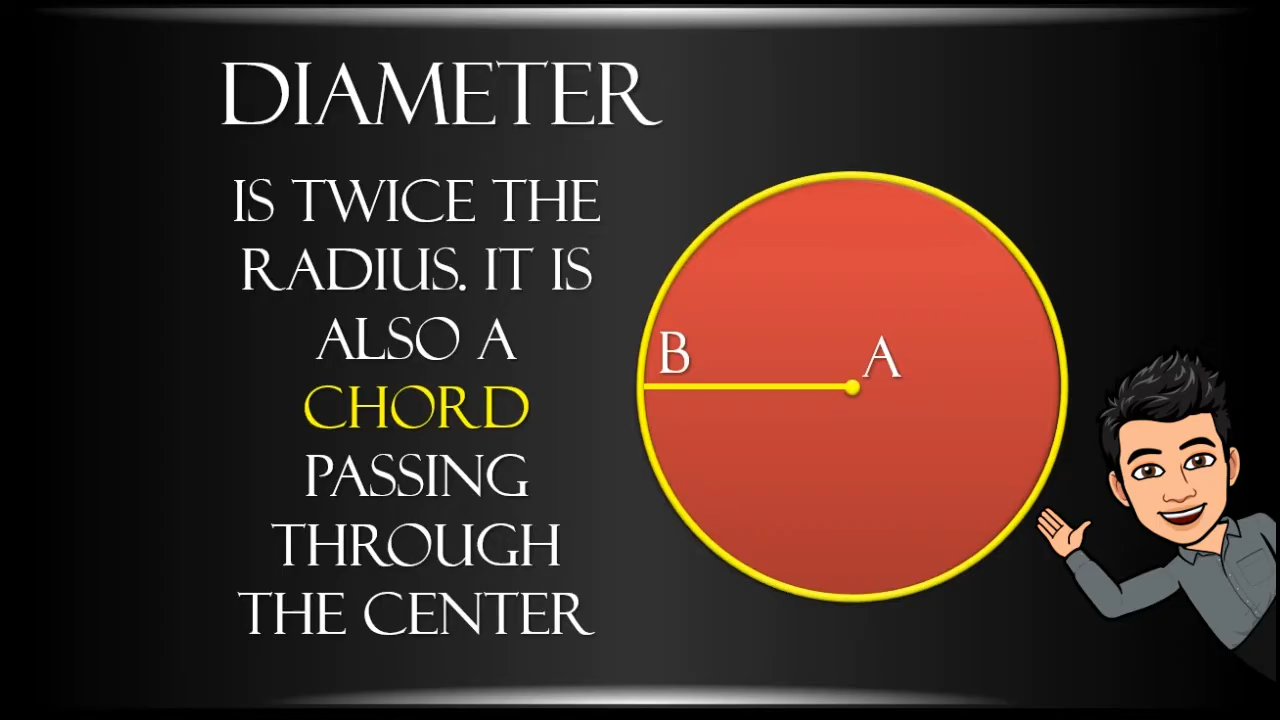 DIAMETER
IS TWICE THE
RADIUS. IT IS
ALSO A
CHORD
PASSING
THROUGH
THE CENTER
B
A